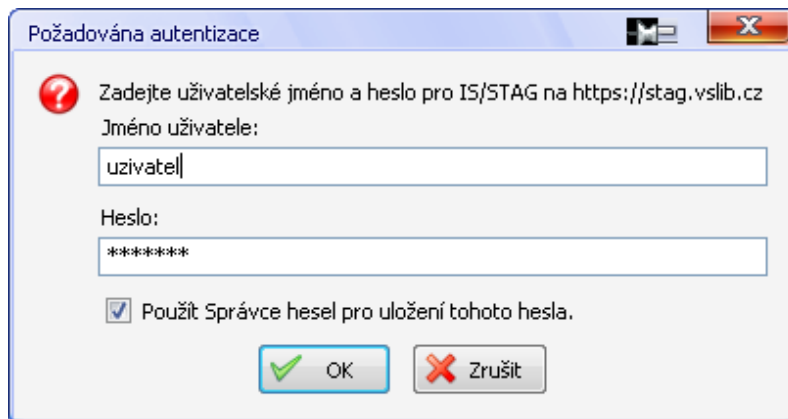 Požadována autentizace
Zadejte uživatelské jméno a heslo pro IS/STAG na https://stag.vslib.cz
Jméno uživatele:
uzivatel
Heslo:
*******
Použít Správce hesel pro uložení tohoto hesla.
OK
Zrušit